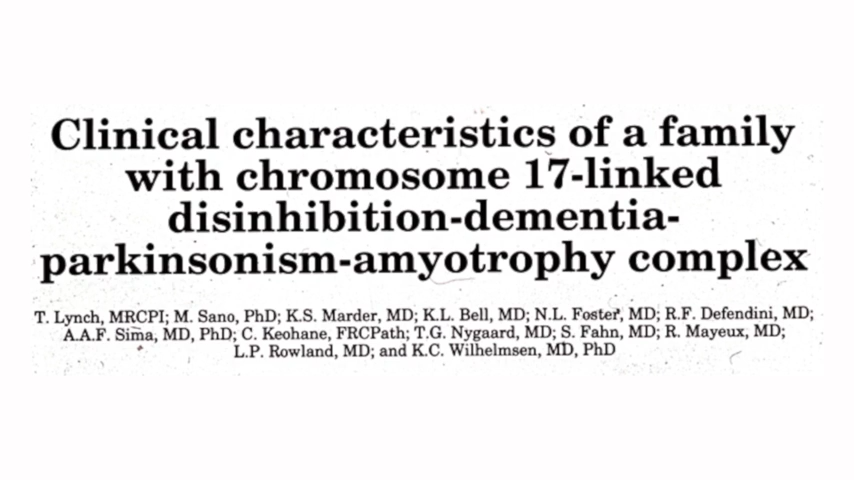 Clinical characteristics of a family
with chromosome 17-linked
disinhibition-dementia-
parkinsonism-amyotrophy complex
T. Lynch, MRCPI; M. Sano, PhD; K.S. Marder, MD; K.L. Bell, MD; N.L. Foster, MD; R.F. Defendini, MD;
A.A.F. Sima, MD, PhD; C. Keohane, FRCPath; T.G. Nygaard, MD; S. Fahn, MD; R. Mayeux, MD;
L.P. Rowland, MD; and K.C. Wilhelmsen, MD, PhD